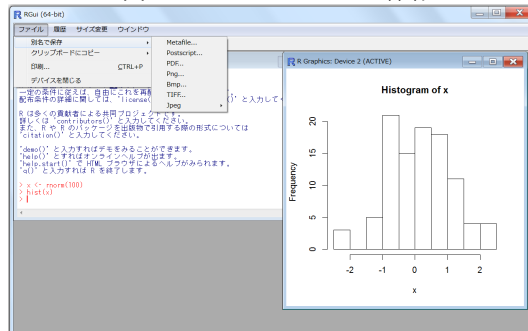 RGui (64-bit)
ファイル 履歴 サイズ変更 ウインドウ
別名で保存
クリップボードにコピー
印刷... CTRL+P
デバイスを閉じる
Metafile...
Postscript...
PDF...
Png...
Bmp...
TIFF...
Jpeg
一定の条件に従えば、自由にこれを再
配布条件の詳細に関しては、'license(
)' と入力して
R は多くの貢献者による共同プロジェクトです。
詳しくは 'contributors()' と入力してください。
また、R や R のパッケージを出版物で引用する際の形式については
'citation()' と入力してください。
'demo()' と入力すればデモをみることができます。
'help()' とすればオンラインヘルプが出ます。
'help.start()' で HTML ブラウザによるヘルプがみられます。
'q()' と入力すれば R を終了します。
> x <- rnorm(100)
> hist(x)
>
R Graphics: Device 2 (ACTIVE)
Histogram of x
Frequency
20
15
10
5
0
-2 -1 0 1 2
x